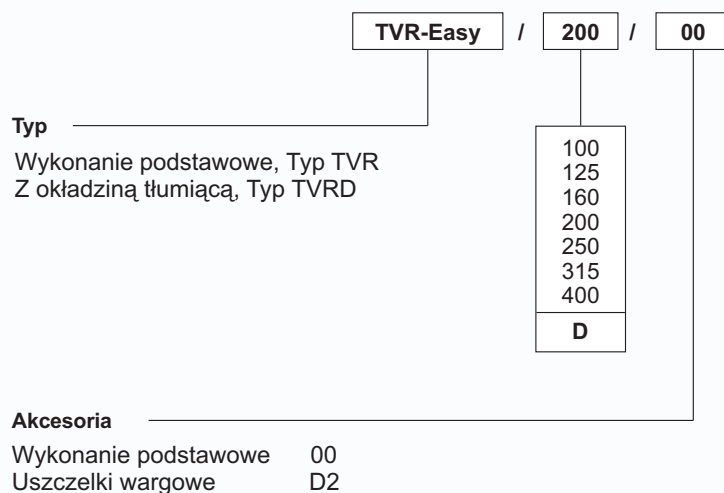 TVR-Easy / 200 / 00
Typ
Wykonanie podstawowe, Typ TVR
Z okładziną tłumiącą, Typ TVRD
100
125
160
200
250
315
400
D
Akcesoria
Wykonanie podstawowe 00
Uszczelki wargowe D2